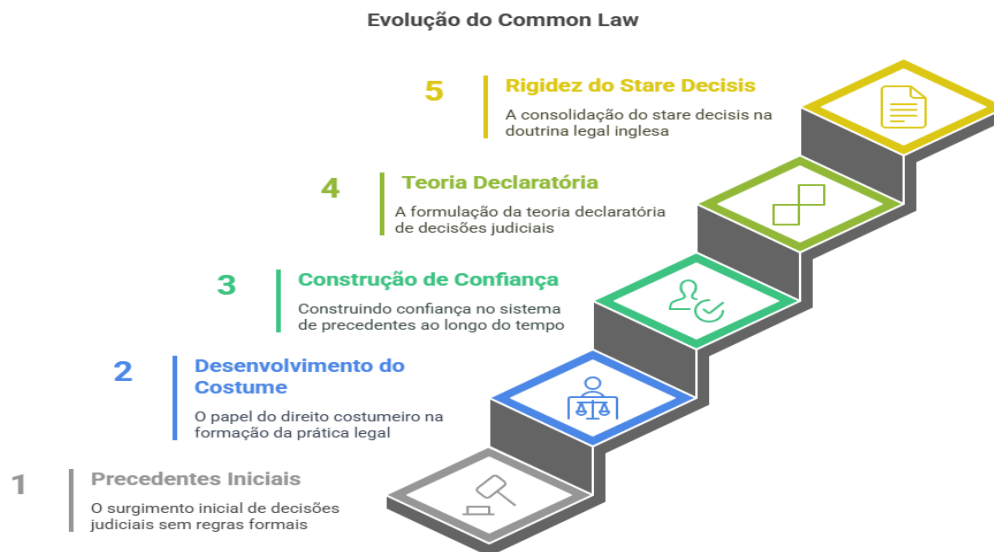 Evolução do Common Law
5
Rigidez do Stare Decisis
A consolidação do stare decisis na
doutrina legal inglesa
4
Teoria Declaratória
A formulação da teoria declaratória
de decisões judiciais
3
Construção de Confiança
Construindo confiança no sistema
de precedentes ao longo do tempo
2
Desenvolvimento do
Costume
O papel do direito costumeiro na
formação da prática legal
1
Precedentes Iniciais
O surgimento inicial de decisões
judiciais sem regras formais